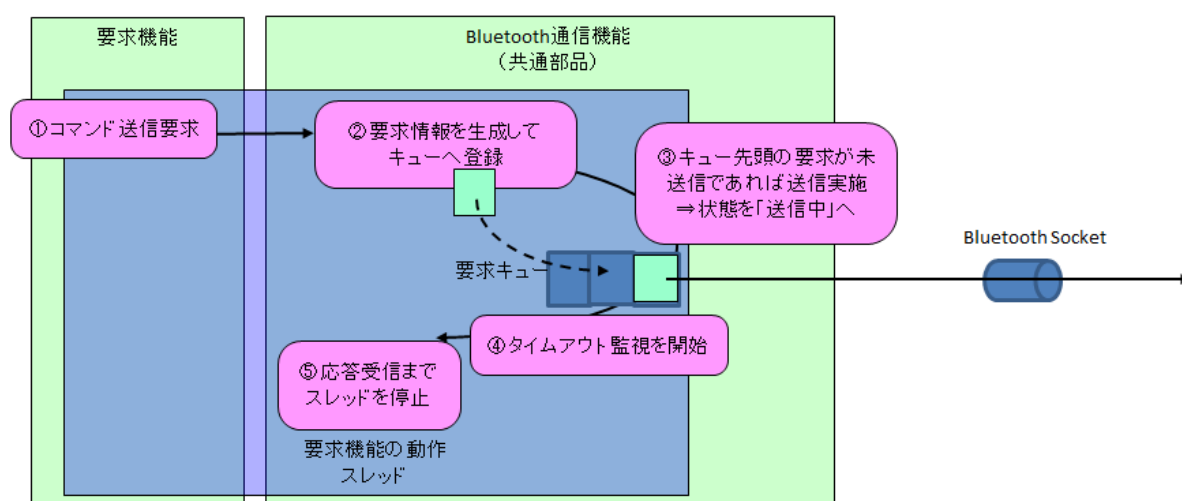 要求機能
Bluetooth通信機能
（共通部品）
①コマンド送信要求
②要求情報を生成して
キューへ登録
③キュー先頭の要求が未
送信であれば送信実施
⇒状態を「送信中」へ
Bluetooth Socket
要求キュー
④タイムアウト監視を開始
⑤応答受信まで
スレッドを停止
要求機能の動作
スレッド